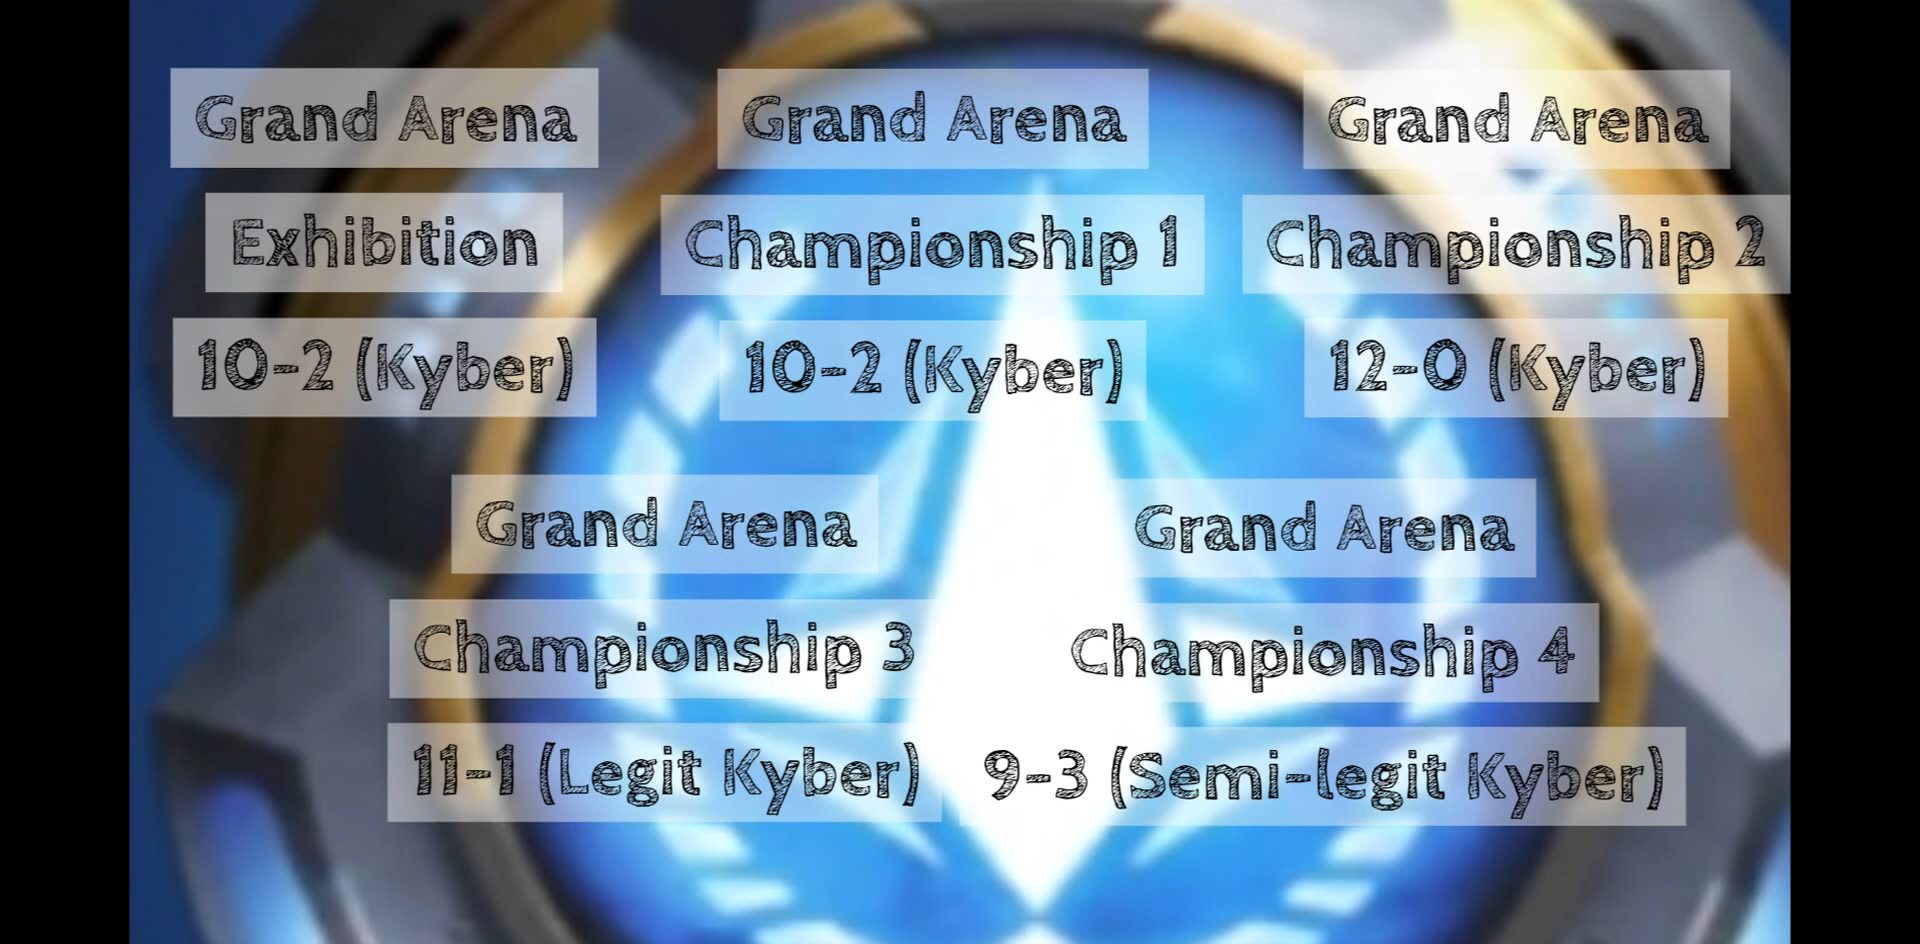 Grand Arena
Exhibition
10-2 (Kyber)
Grand Arena
Championship 1
10-2 (Kyber)
Grand Arena
Championship 2
12-0 (Kyber)
Grand Arena
Championship 3
11-1 (Legit Kyber)
Grand Arena
Championship 4
9-3 (Semi-legit Kyber)